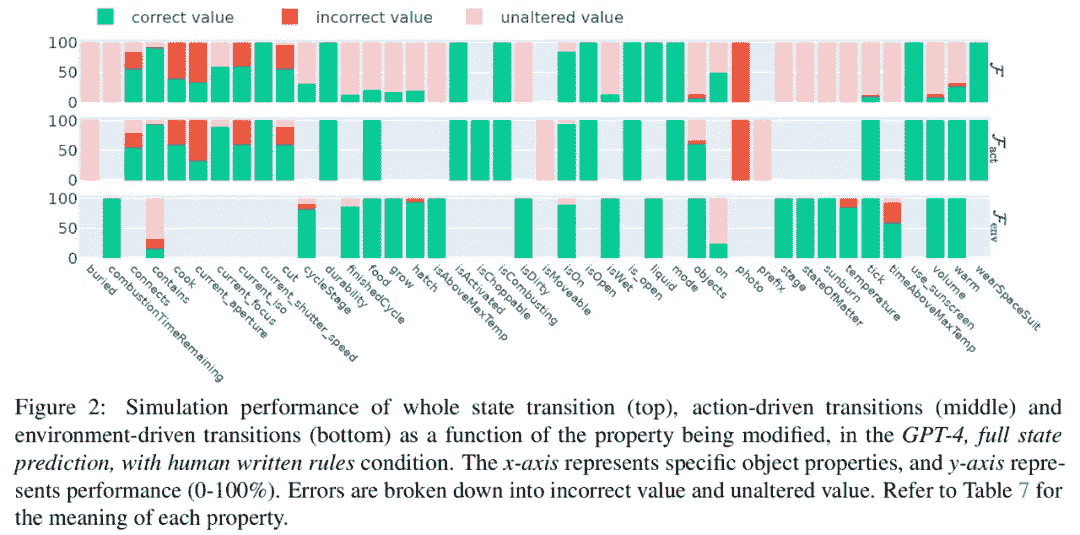 correct value incorrect value unaltered value
100
50
0
ℱ
100
50
0
ℱact
100
50
0
ℱenv
buried
combustionTimeRemaining
connects
contains
cook
current_aperture
current_focus
current_iso
current_shutter_speed
cut
cycleStage
durability
finishedCycle
food
grow
hatch
isAboveMaxTemp
isActivated
isChoppable
isCombusting
isDirty
isMoveable
isOn
isOpen
isWet
is_open
liquid
mode
objects
on
photo
prefix
stage
stateOfMatter
sunburn
temperature
tick
timeAboveMaxTemp
use_sunscreen
volume
warm
wearSpaceSuit
Figure 2: Simulation performance of whole state transition (top), action-driven transitions (middle) and
environment-driven transitions (bottom) as a function of the property being modified, in the GPT-4, full state
prediction, with human written rules condition. The x-axis represents specific object properties, and y-axis repre-
sents performance (0-100%). Errors are broken down into incorrect value and unaltered value. Refer to Table 7 for
the meaning of each property.